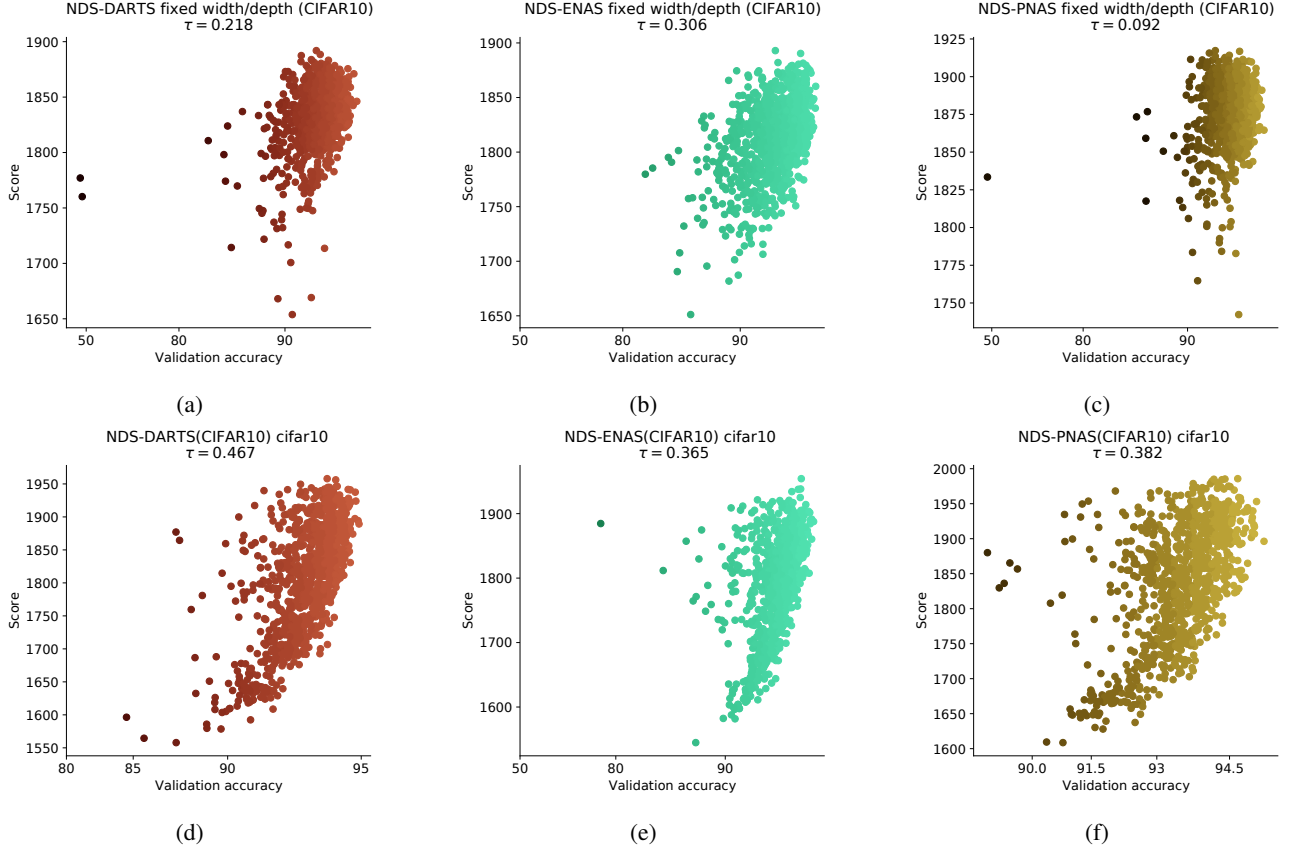 NDS-DARTS fixed width/depth (CIFAR10)
τ = 0.218
1900
1850
1800
1750
1700
1650
Score
50
80
90
Validation accuracy
(a)
NDS-ENAS fixed width/depth (CIFAR10)
τ = 0.306
1900
1850
1800
1750
1700
1650
Score
80
90
Validation accuracy
(b)
NDS-PNAS fixed width/depth (CIFAR10)
τ = 0.092
1925
1900
1875
1850
1825
1800
1775
1750
Score
50
80
90
Validation accuracy
(c)
NDS-DARTS(CIFAR10) cifar10
τ = 0.467
1950
1900
1850
1800
1750
1700
1650
1600
1550
Score
80
85
90
95
Validation accuracy
(d)
NDS-ENAS(CIFAR10) cifar10
τ = 0.365
1900
1800
1700
1600
Score
50
80
90
Validation accuracy
(e)
NDS-PNAS(CIFAR10) cifar10
τ = 0.382
2000
1950
1900
1850
1800
1750
1700
1650
1600
Score
90.0
91.5
93
94.5
Validation accuracy
(f)